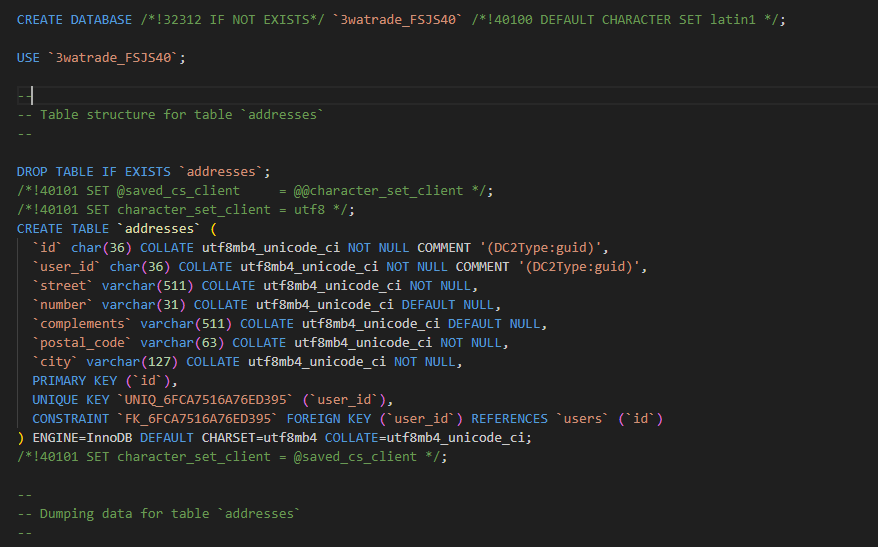 CREATE DATABASE /*!32312 IF NOT EXISTS*/ `3watrade_FSJS40` /*!40100 DEFAULT CHARACTER SET latin1 */;
USE `3watrade_FSJS40`;
--
-- Table structure for table `addresses`
--
DROP TABLE IF EXISTS `addresses`;
/*!40101 SET @saved_cs_client     = @@character_set_client */;
/*!40101 SET character_set_client = utf8 */;
CREATE TABLE `addresses` (
  `id` char(36) COLLATE utf8mb4_unicode_ci NOT NULL COMMENT '(DC2Type:guid)',
  `user_id` char(36) COLLATE utf8mb4_unicode_ci NOT NULL COMMENT '(DC2Type:guid)',
  `street` varchar(511) COLLATE utf8mb4_unicode_ci NOT NULL,
  `number` varchar(31) COLLATE utf8mb4_unicode_ci DEFAULT NULL,
  `complements` varchar(511) COLLATE utf8mb4_unicode_ci DEFAULT NULL,
  `postal_code` varchar(63) COLLATE utf8mb4_unicode_ci NOT NULL,
  `city` varchar(127) COLLATE utf8mb4_unicode_ci NOT NULL,
  PRIMARY KEY (`id`),
  UNIQUE KEY `UNIQ_6FCA7516A76ED395` (`user_id`),
  CONSTRAINT `FK_6FCA7516A76ED395` FOREIGN KEY (`user_id`) REFERENCES `users` (`id`)
) ENGINE=InnoDB DEFAULT CHARSET=utf8mb4 COLLATE=utf8mb4_unicode_ci;
/*!40101 SET character_set_client = @saved_cs_client */;
--
-- Dumping data for table `addresses`
--